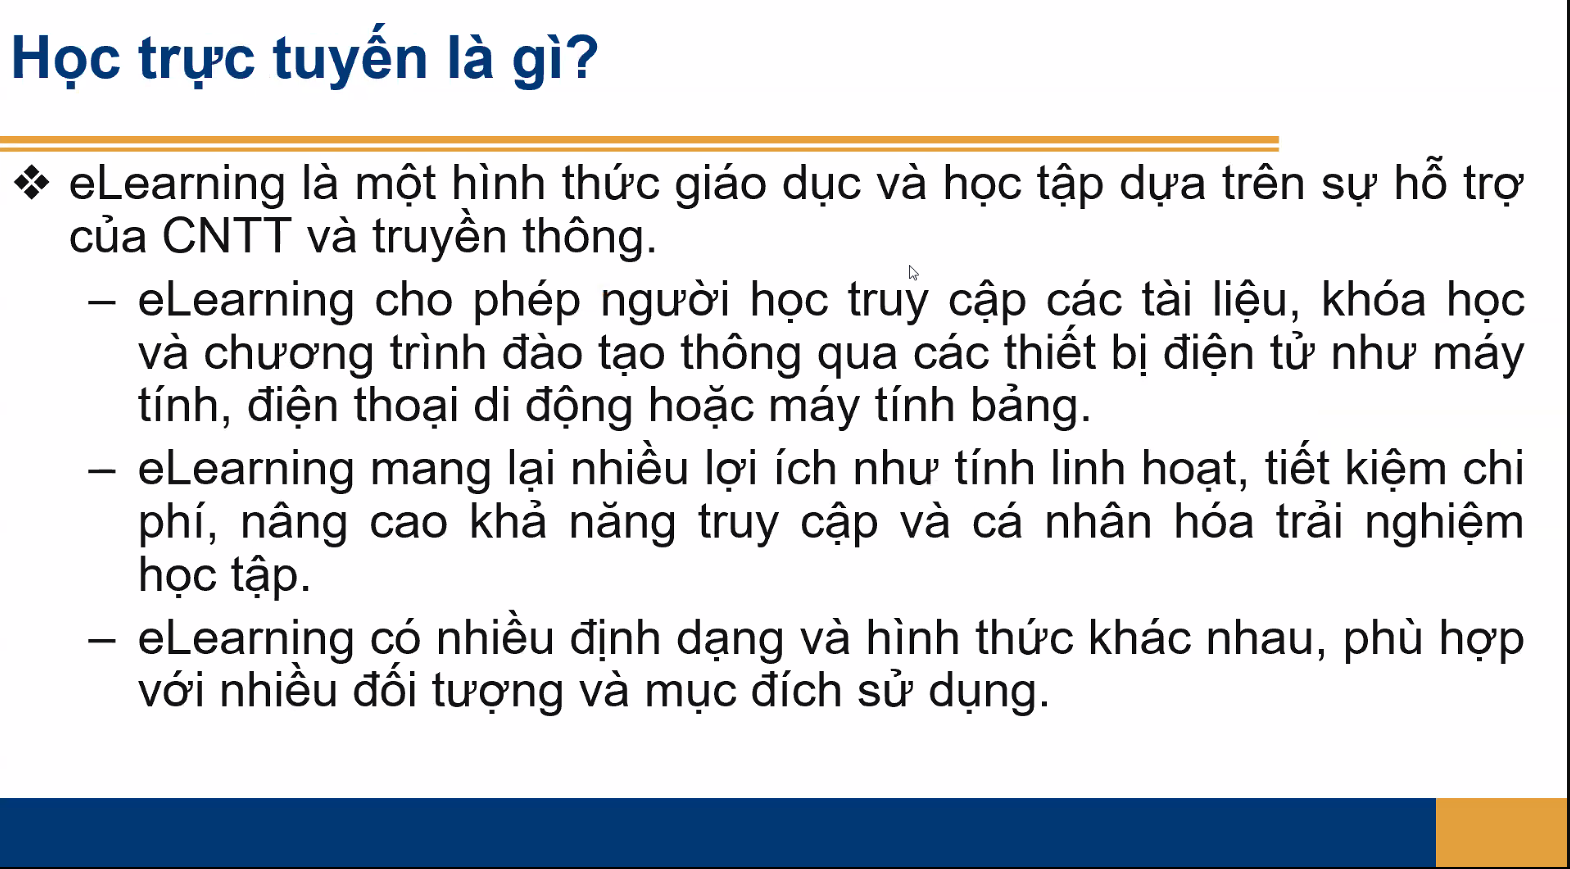 Học trực tuyến là gì?
❖ eLearning là một hình thức giáo dục và học tập dựa trên sự hỗ trợ
của CNTT và truyền thông.
– eLearning cho phép người học truy cập các tài liệu, khóa học
và chương trình đào tạo thông qua các thiết bị điện tử như máy
tính, điện thoại di động hoặc máy tính bảng.
– eLearning mang lại nhiều lợi ích như tính linh hoạt, tiết kiệm chi
phí, nâng cao khả năng truy cập và cá nhân hóa trải nghiệm
học tập.
– eLearning có nhiều định dạng và hình thức khác nhau, phù hợp
với nhiều đối tượng và mục đích sử dụng.